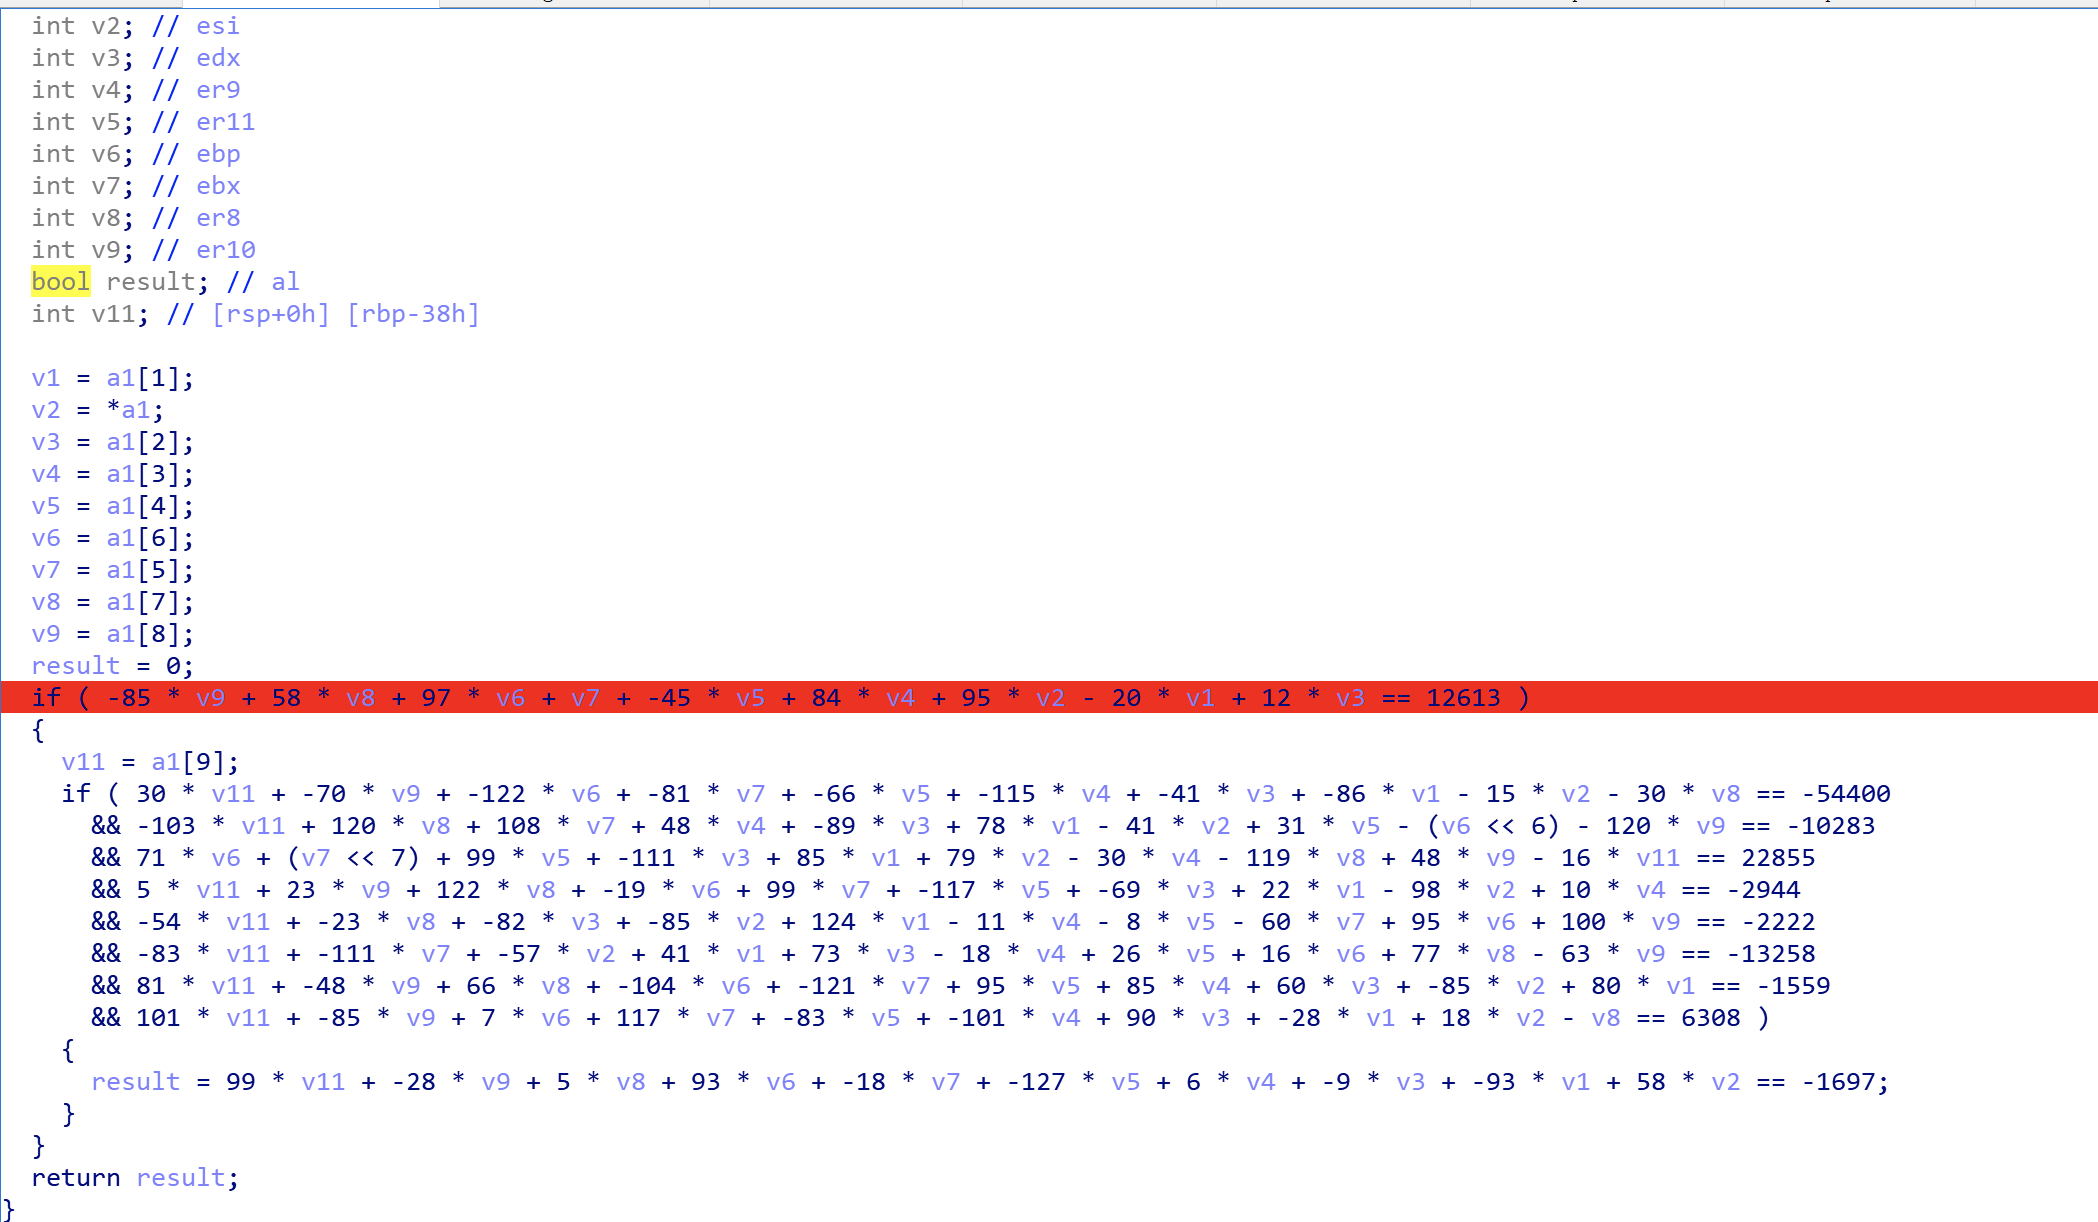 int v2; // esi
int v3; // edx
int v4; // er9
int v5; // er11
int v6; // ebp
int v7; // ebx
int v8; // er8
int v9; // er10
bool result; // al
int v11; // [rsp+0h] [rbp-38h]
v1 = a1[1];
v2 = *a1;
v3 = a1[2];
v4 = a1[3];
v5 = a1[4];
v6 = a1[6];
v7 = a1[5];
v8 = a1[7];
v9 = a1[8];
result = 0;
if ( -85 * v9 + 58 * v8 + 97 * v6 + v7 + -45 * v5 + 84 * v4 + 95 * v2 - 20 * v1 + 12 * v3 == 12613 )
{
v11 = a1[9];
if ( 30 * v11 + -70 * v9 + -122 * v6 + -81 * v7 + -66 * v5 + -115 * v4 + -41 * v3 + -86 * v1 - 15 * v2 - 30 * v8 == -54400
&& -103 * v11 + 120 * v8 + 108 * v7 + 48 * v4 + -89 * v3 + 78 * v1 - 41 * v2 + 31 * v5 - (v6 << 6) - 120 * v9 == -10283
&& 71 * v6 + (v7 << 7) + 99 * v5 + -111 * v3 + 85 * v1 + 79 * v2 - 30 * v4 - 119 * v8 + 48 * v9 - 16 * v11 == 22855
&& 5 * v11 + 23 * v9 + 122 * v8 + -19 * v6 + 99 * v7 + -117 * v5 + -69 * v3 + 22 * v1 - 98 * v2 + 10 * v4 == -2944
&& -54 * v11 + -23 * v8 + -82 * v3 + -85 * v2 + 124 * v1 - 11 * v4 - 8 * v5 - 60 * v7 + 95 * v6 + 100 * v9 == -2222
&& -83 * v11 + -111 * v7 + -57 * v2 + 41 * v1 + 73 * v3 - 18 * v4 + 26 * v5 + 16 * v6 + 77 * v8 - 63 * v9 == -13258
&& 81 * v11 + -48 * v9 + 66 * v8 + -104 * v6 + -121 * v7 + 95 * v5 + 85 * v4 + 60 * v3 + -85 * v2 + 80 * v1 == -1559
&& 101 * v11 + -85 * v9 + 7 * v6 + 117 * v7 + -83 * v5 + -101 * v4 + 90 * v3 + -28 * v1 + 18 * v2 - v8 == 6308 )
{
result = 99 * v11 + -28 * v9 + 5 * v8 + 93 * v6 + -18 * v7 + -127 * v5 + 6 * v4 + -9 * v3 + -93 * v1 + 58 * v2 == -1697;
}
}
return result;
}